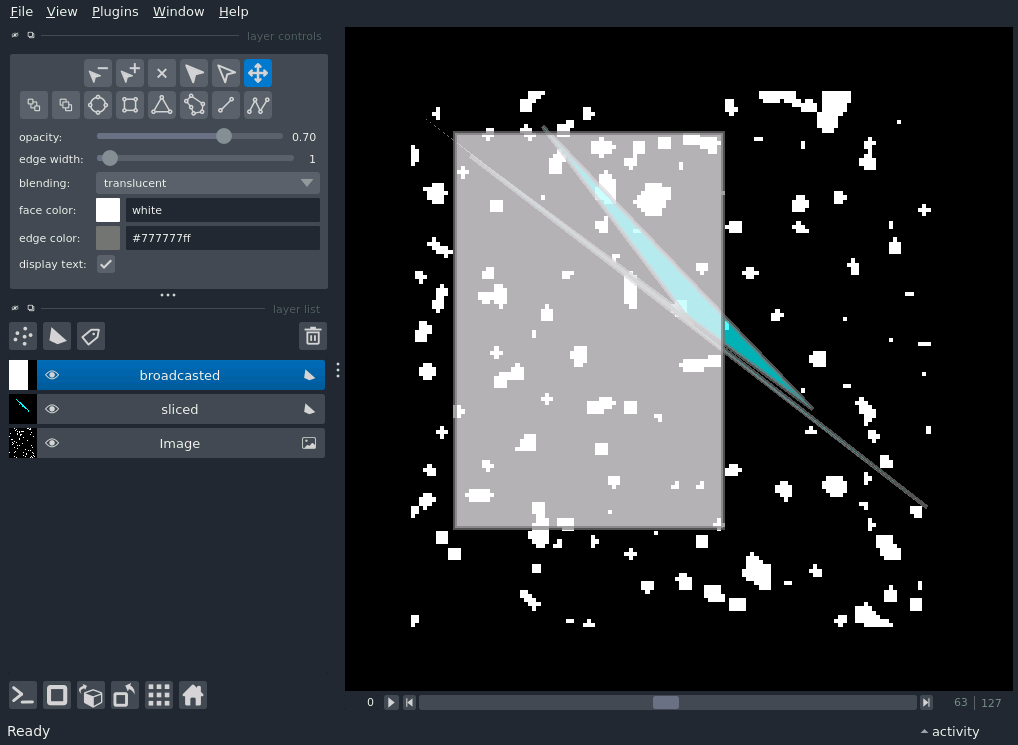 File View Plugins Window Help
layer controls
opacity: 0.70
edge width: 1
blending: translucent
face color: white
edge color: #777777ff
display text:
layer list
broadcasted
sliced
Image
0 63 127
Ready activity